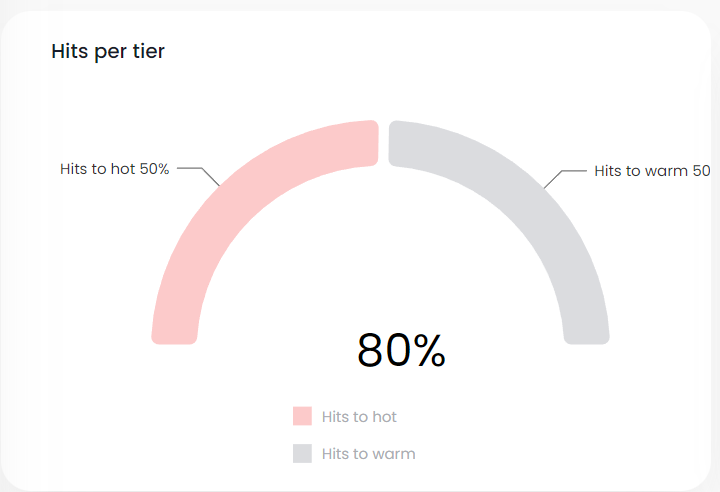 Hits per tier
Hits to hot 50%
Hits to warm 50
80%
Hits to hot
Hits to warm